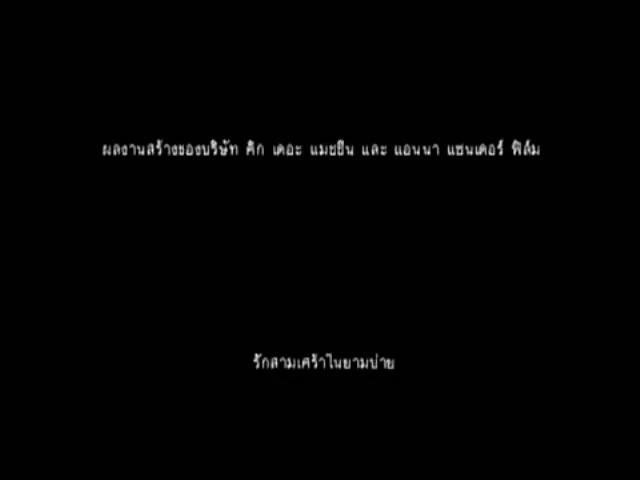 ผลงานสร้างของบริษัท คิก เดอะ แมชชีน และ แอนนา แซนเดอร์ ฟิล์ม
รักสามเศร้าในยามบ่าย